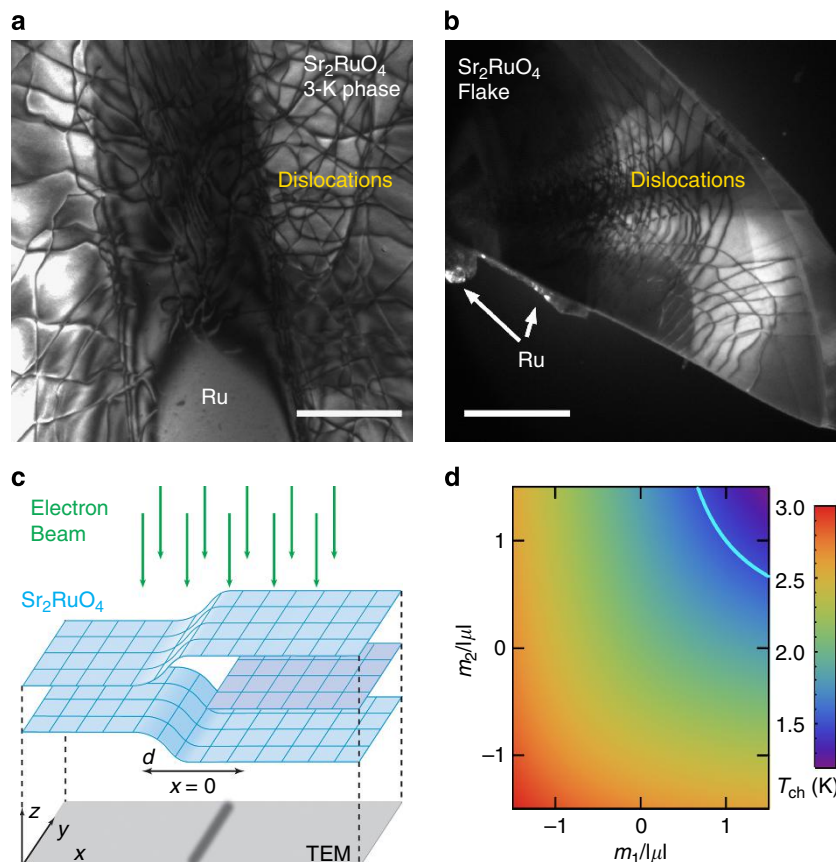 a
Sr₂RuO₄
3-K phase
Dislocations
Ru
b
Sr₂RuO₄
Flake
Dislocations
Ru
c
Electron
Beam
Sr₂RuO₄
d
x = 0
z
y
x
TEM
d
m₂/|μ|
1
0
−1
−1
0
1
m₁/|μ|
3.0
2.5
2.0
1.5
T_ch (K)